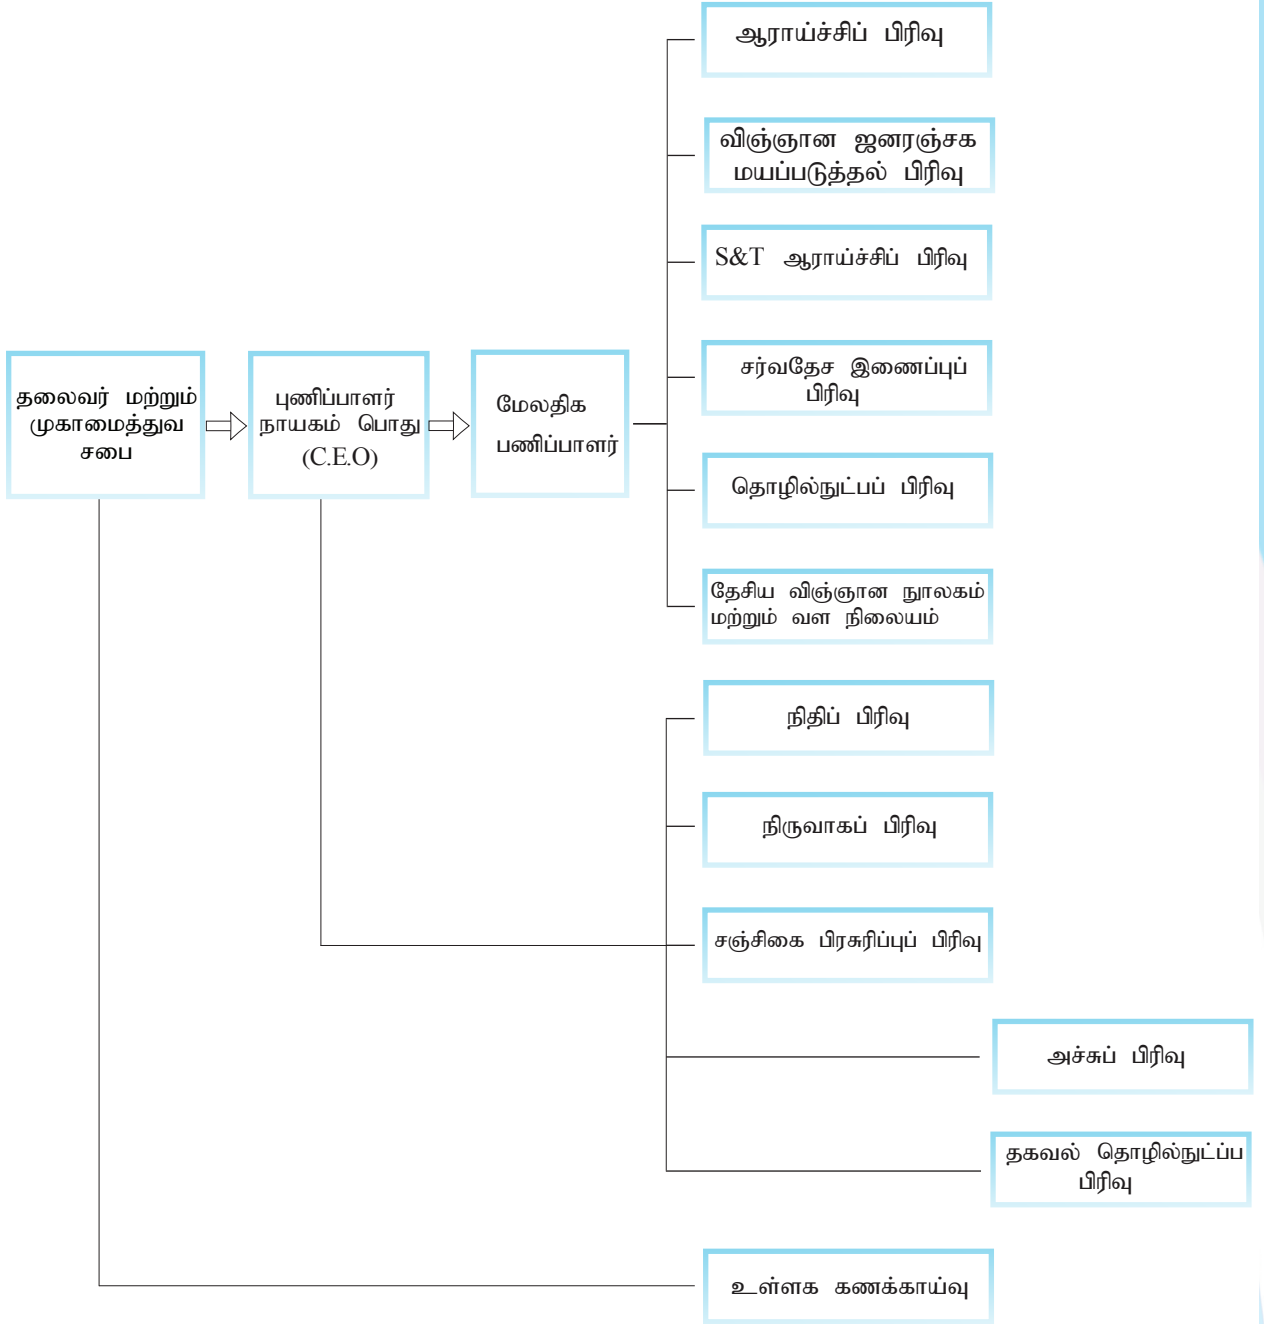 ஆராய்ச்சிப் பிரிவு
விஞ்ஞான ஜனரஞ்சக
மயப்படுத்தல் பிரிவு
S&T ஆராய்ச்சிப் பிரிவு
சர்வதேச இணைப்புப்
பிரிவு
தலைவர் மற்றும்
முகாமைத்துவ
சபை
புணிப்பாளர்
நாயகம் பொது
(C.E.O)
மேலதிக
பணிப்பாளர்
தொழில்நுட்பப் பிரிவு
தேசிய விஞ்ஞான நுாலகம்
மற்றும் வள நிலையம்
நிதிப் பிரிவு
நிருவாகப் பிரிவு
சஞ்சிகை பிரசுரிப்புப் பிரிவு
அச்சுப் பிரிவு
தகவல் தொழில்நுட்ப்ப
பிரிவு
உள்ளக கணக்காய்வு